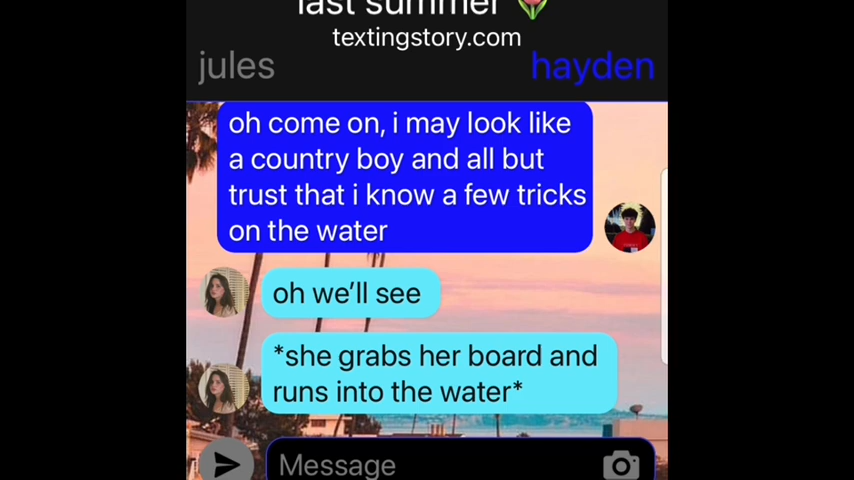 last summer 🌷
textingstory.com
jules
hayden
oh come on, i may look like
a country boy and all but
trust that i know a few tricks
on the water
oh we’ll see
*she grabs her board and
runs into the water*
Message